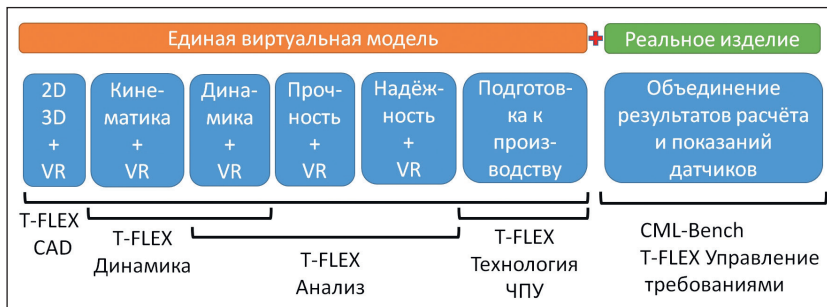 Единая виртуальная модель
+
Реальное изделие
2D
3D
+
VR
Кине-
матика
+
VR
Дина-
мика
+
VR
Проч-
ность
+
VR
Надёж-
ность
+
VR
Подготов-
ка к
произ-
водству
Объединение
результатов расчёта
и показаний
датчиков
T-FLEX
CAD
T-FLEX
Динамика
T-FLEX
Анализ
T-FLEX
Технология
ЧПУ
CML-Bench
T-FLEX Управление
требованиями